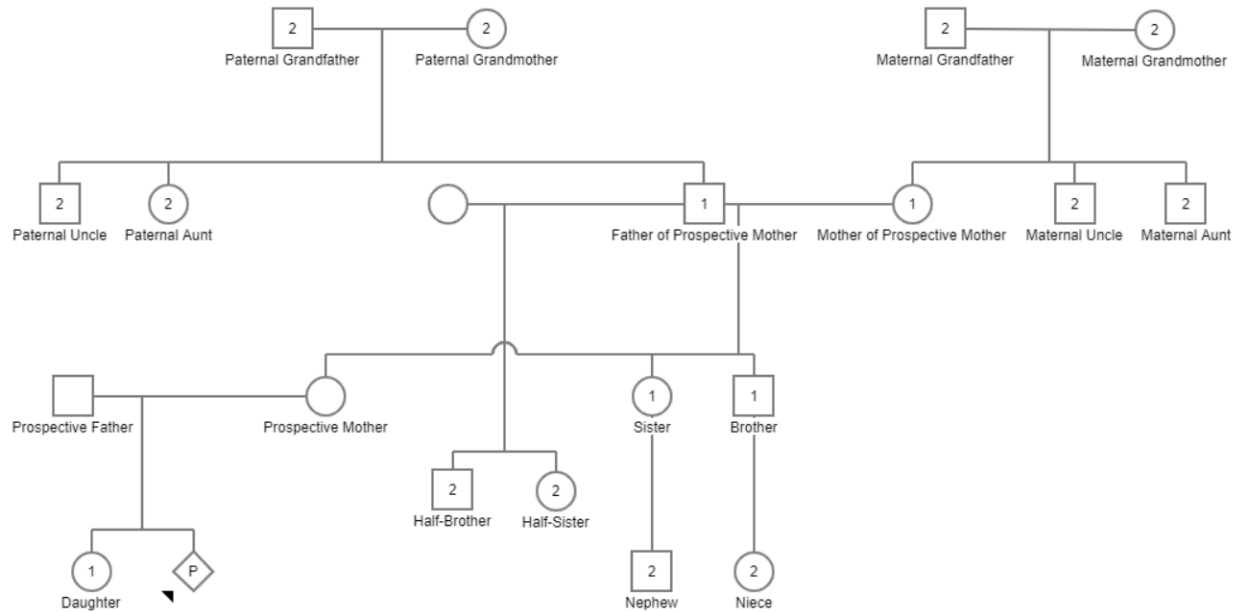 2 2 2 2
Paternal Grandfather Paternal Grandmother Maternal Grandfather Maternal Grandmother
2 2 1 1 2 2
Paternal Uncle Paternal Aunt Father of Prospective Mother Mother of Prospective Mother Maternal Uncle Maternal Aunt
1 1
Prospective Father Prospective Mother Sister Brother
2 2
Half-Brother Half-Sister
1 P 2 2
Daughter Nephew Niece